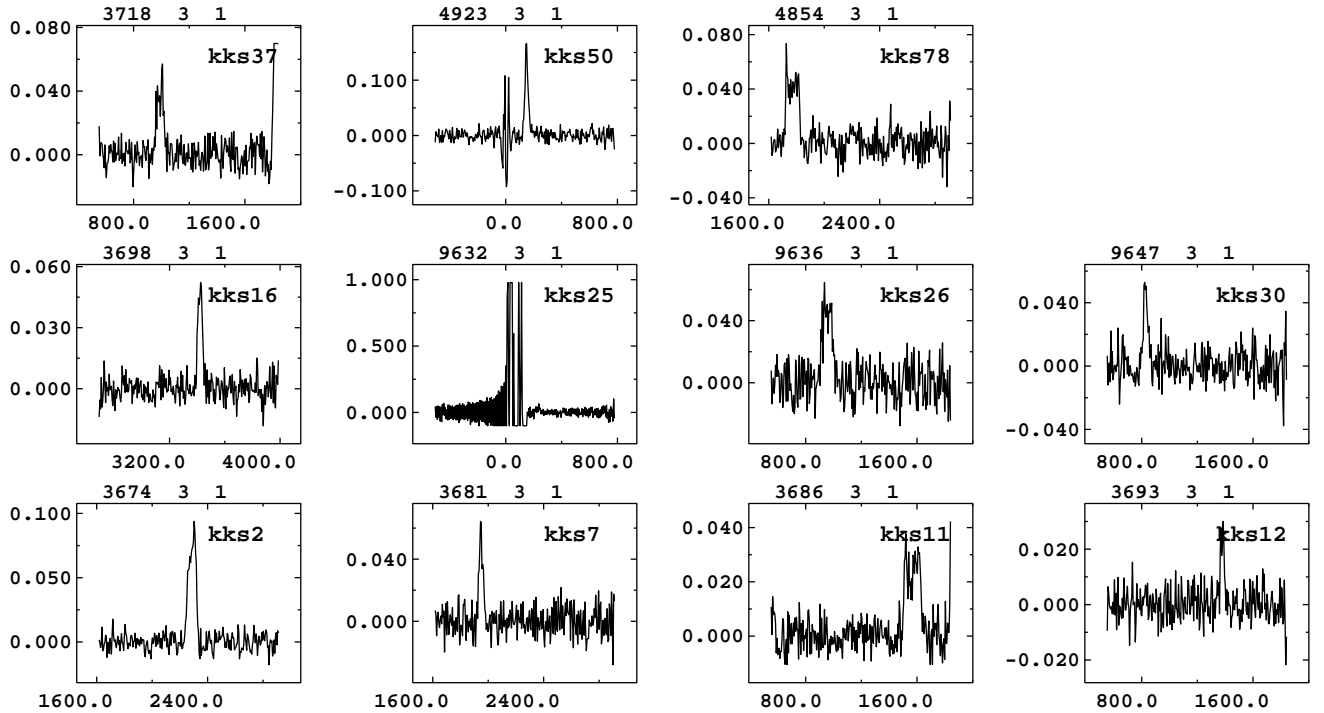 3718 3 1 4923 3 1 4854 3 1
0.080 kks37 kks50 0.080 kks78
0.100
0.040 0.040
0.000 0.000 0.000
-0.100 -0.040
800.0 1600.0 0.0 800.0 1600.0 2400.0
3698 3 1 9632 3 1 9636 3 1 9647 3 1
0.060 kks16 1.000 kks25 kks26 kks30
0.040 0.040
0.030 0.500
0.000 0.000 0.000 0.000
-0.040
3200.0 4000.0 0.0 800.0 800.0 1600.0 800.0 1600.0
3674 3 1 3681 3 1 3686 3 1 3693 3 1
0.100 kks2 kks7 0.040 kks11 kks12
0.050 0.040 0.020 0.020
0.000 0.000 0.000 0.000
-0.020
1600.0 2400.0 1600.0 2400.0 800.0 1600.0 800.0 1600.0